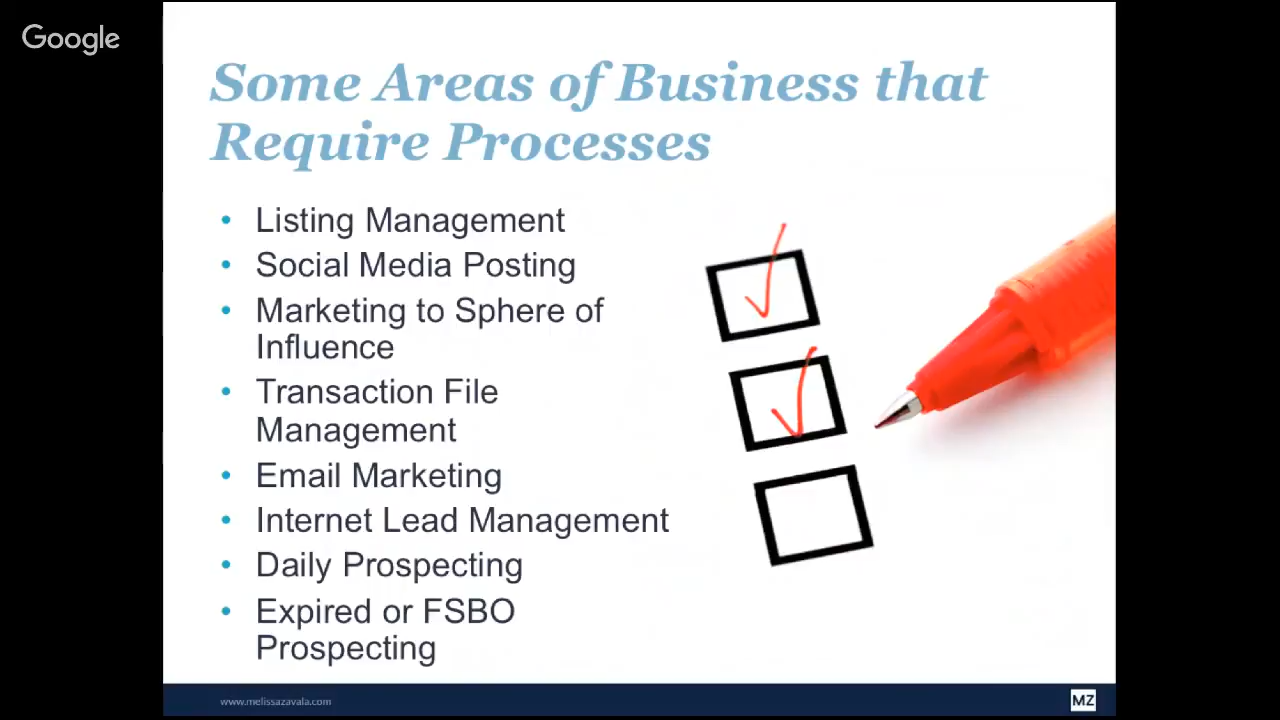 Google
Some Areas of Business that
Require Processes
• Listing Management
• Social Media Posting
• Marketing to Sphere of
Influence
• Transaction File
Management
• Email Marketing
• Internet Lead Management
• Daily Prospecting
• Expired or FSBO
Prospecting
www.melissazavala.com
MZ